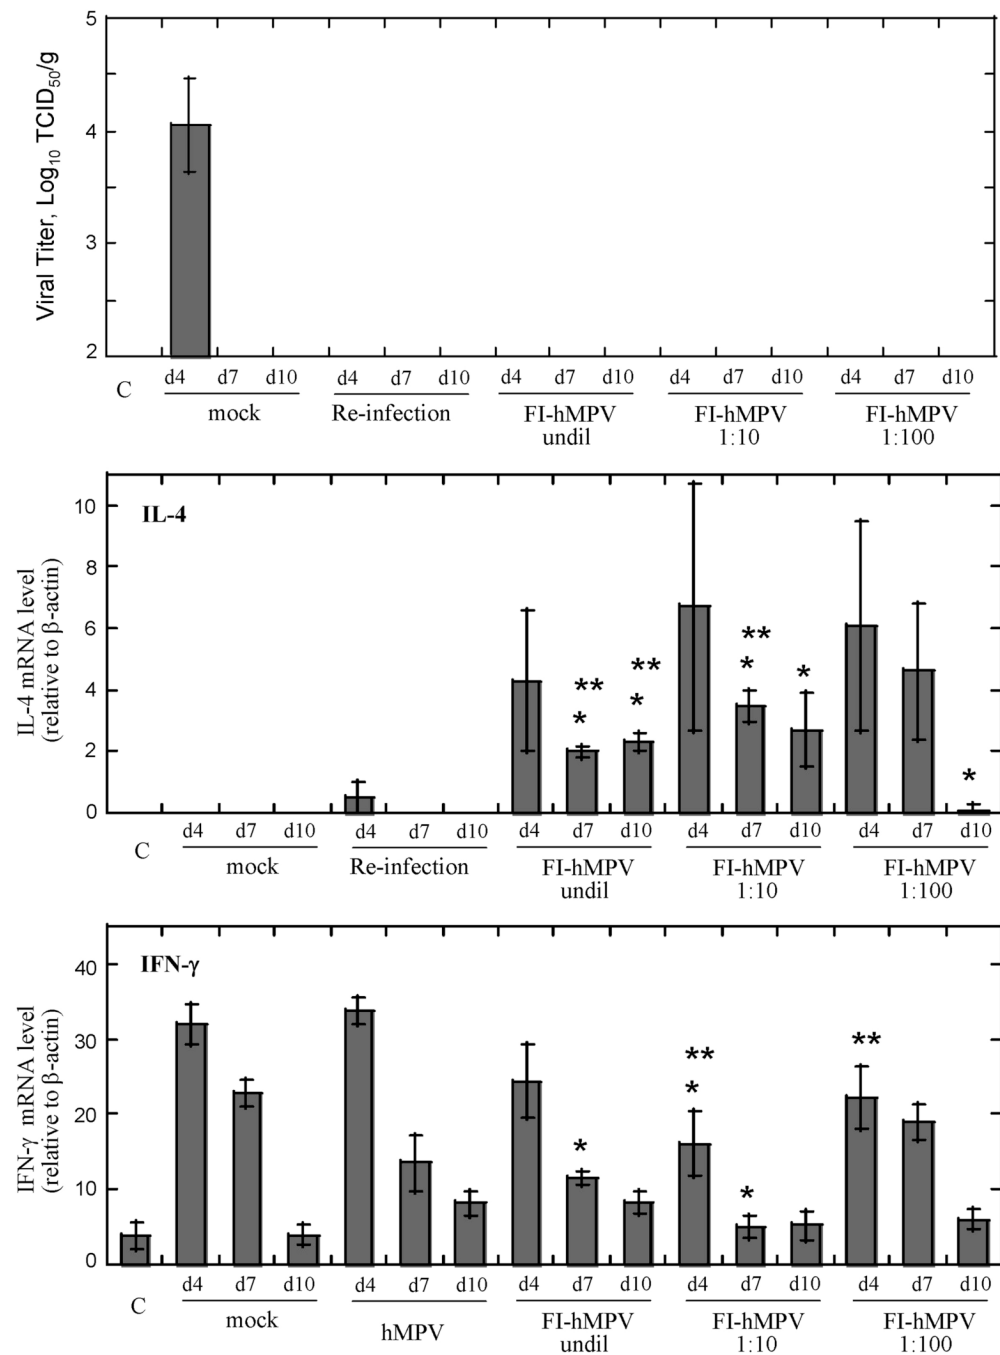 Viral Titer, Log10 TCID50/g
5
4
3
2
C
d4 d7 d10 d4 d7 d10 d4 d7 d10 d4 d7 d10 d4 d7 d10
mock Re-infection FI-hMPV FI-hMPV FI-hMPV
undil 1:10 1:100
IL-4 mRNA level
(relative to β-actin)
IL-4
10
8
6
4
2
0
** ** **
* * * * *
C
d4 d7 d10 d4 d7 d10 d4 d7 d10 d4 d7 d10 d4 d7 d10
mock Re-infection FI-hMPV FI-hMPV FI-hMPV
undil 1:10 1:100
IFN-γ mRNA level
(relative to β-actin)
IFN-γ
40
30
20
10
0
** **
* * *
C
d4 d7 d10 d4 d7 d10 d4 d7 d10 d4 d7 d10 d4 d7 d10
mock hMPV FI-hMPV FI-hMPV FI-hMPV
undil 1:10 1:100